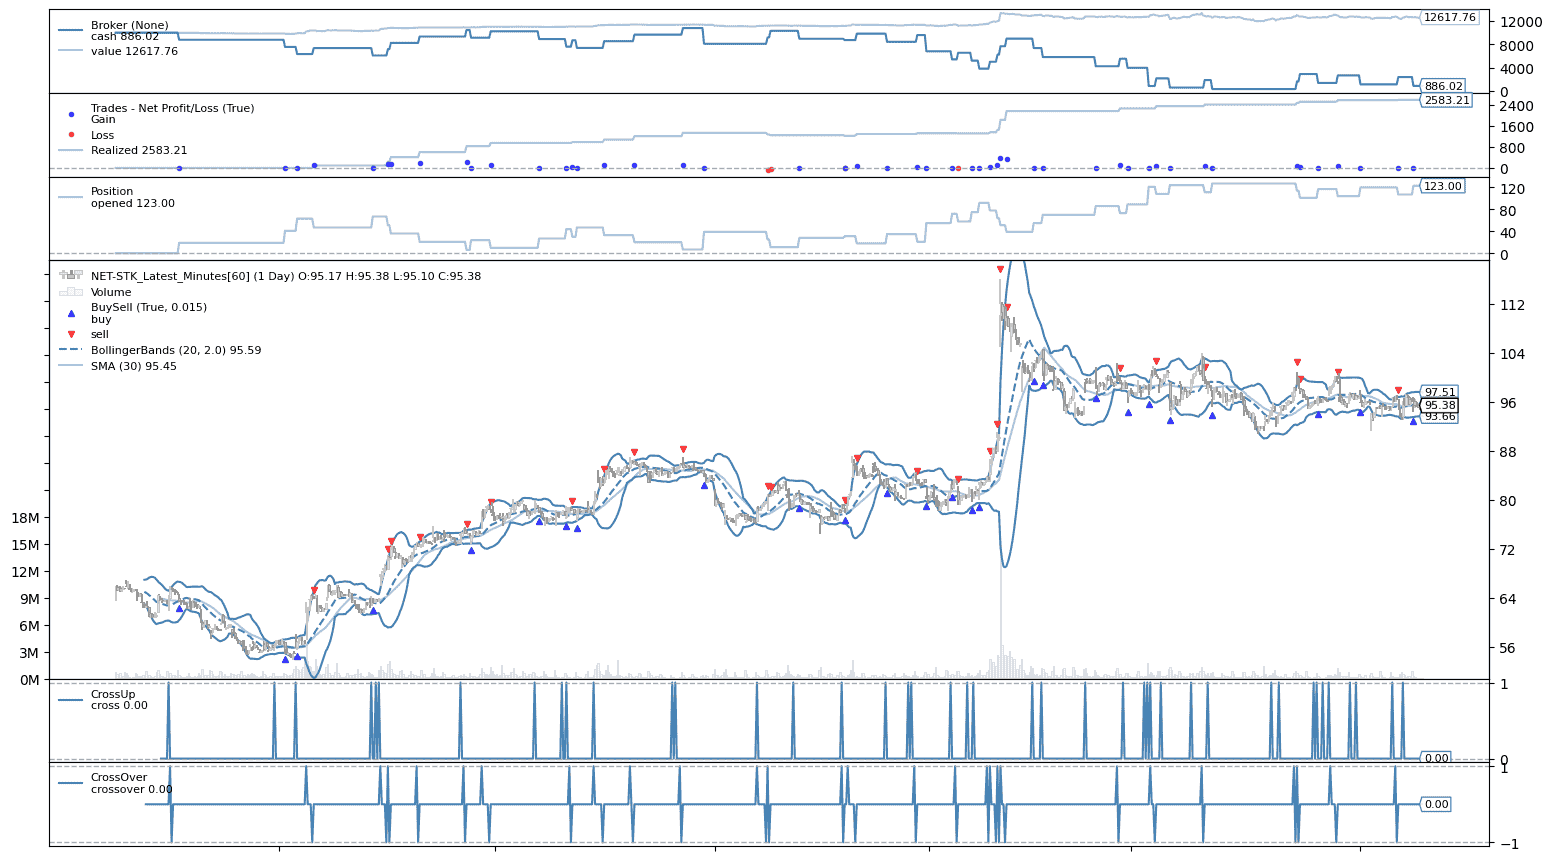 Broker (None)
cash 886.02
value 12617.76
12617.76
12000
8000
4000
886.02
0
Trades - Net Profit/Loss (True)
Gain
Loss
Realized 2583.21
2583.21
2400
1600
800
0
Position
opened 123.00
123.00
120
80
40
0
NET-STK_Latest_Minutes[60] (1 Day) O:95.17 H:95.38 L:95.10 C:95.38
Volume
BuySell (True, 0.015)
buy
sell
BollingerBands (20, 2.0) 95.59
SMA (30) 95.45
112
104
97.51
96
95.38
93.66
88
80
72
64
56
18M
15M
12M
9M
6M
3M
0M
CrossUp
cross 0.00
1
0.00
0
CrossOver
crossover 0.00
1
0.00
−1